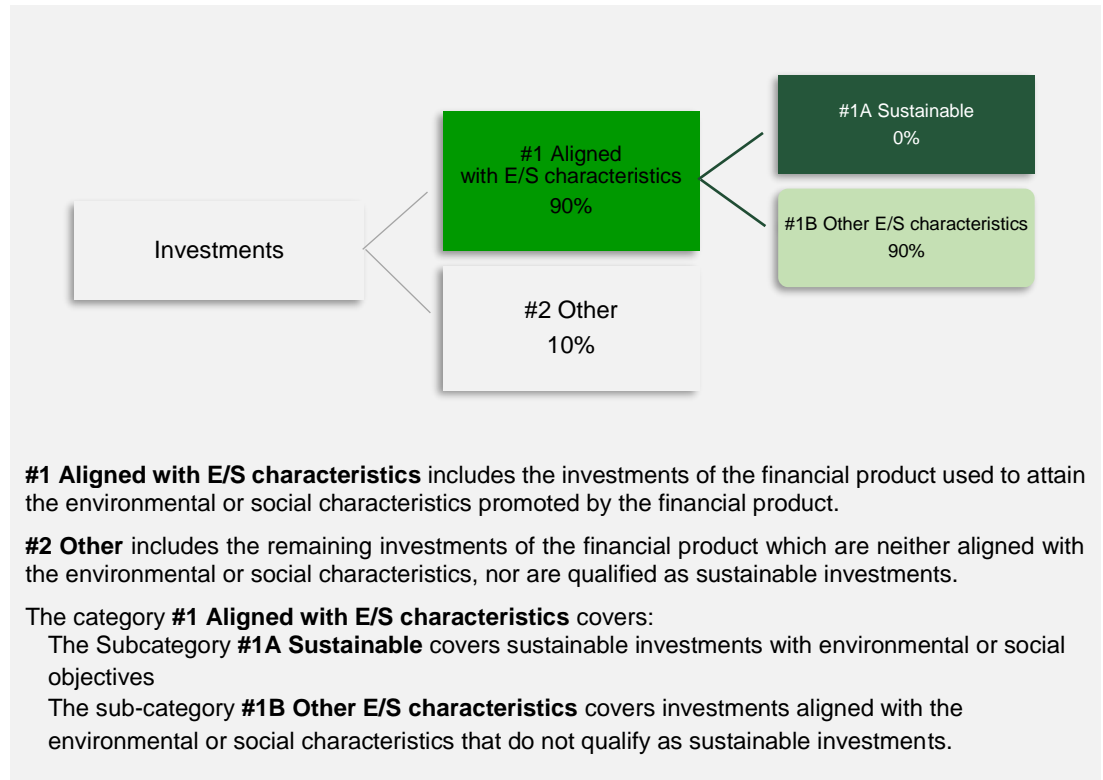 #1A Sustainable
0%
#1 Aligned
with E/S characteristics
90%
#1B Other E/S characteristics
90%
Investments
#2 Other
10%
#1 Aligned with E/S characteristics includes the investments of the financial product used to attain
the environmental or social characteristics promoted by the financial product.
#2 Other includes the remaining investments of the financial product which are neither aligned with
the environmental or social characteristics, nor are qualified as sustainable investments.
The category #1 Aligned with E/S characteristics covers:
The Subcategory #1A Sustainable covers sustainable investments with environmental or social
objectives
The sub-category #1B Other E/S characteristics covers investments aligned with the
environmental or social characteristics that do not qualify as sustainable investments.